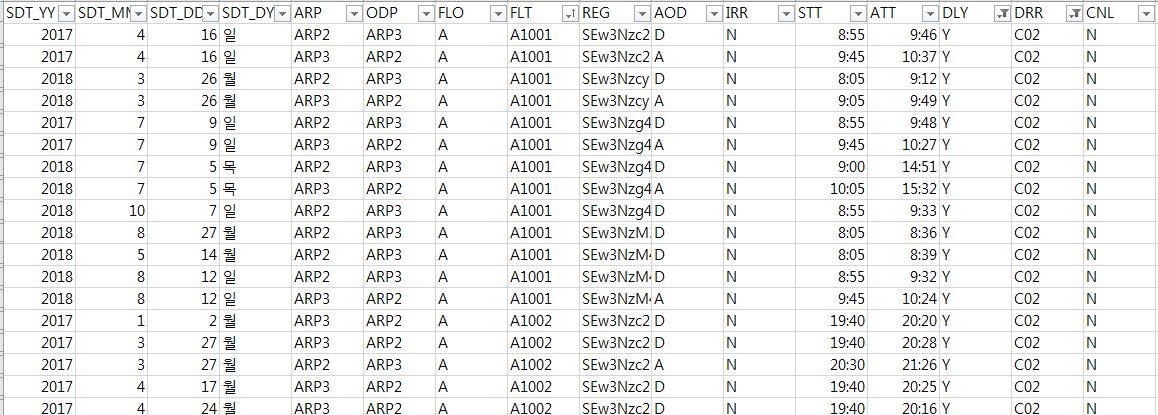 SDT_YY SDT_MM SDT_DD SDT_DY ARP ODP FLO FLT REG AOD IRR STT ATT DLY DRR CNL
2017 4 16 일 ARP2 ARP3 A A1001 SEw3Nzc2 D N 8:55 9:46 Y C02 N
2017 4 16 일 ARP3 ARP2 A A1001 SEw3Nzc2 A N 9:45 10:37 Y C02 N
2018 3 26 월 ARP2 ARP3 A A1001 SEw3Nzcy D N 8:05 9:12 Y C02 N
2018 3 26 월 ARP3 ARP2 A A1001 SEw3Nzcy A N 9:05 9:49 Y C02 N
2017 7 9 일 ARP2 ARP3 A A1001 SEw3Nzg4 D N 8:55 9:48 Y C02 N
2017 7 9 일 ARP3 ARP2 A A1001 SEw3Nzg4 A N 9:45 10:27 Y C02 N
2018 7 5 목 ARP2 ARP3 A A1001 SEw3Nzg4 D N 9:00 14:51 Y C02 N
2018 7 5 목 ARP3 ARP2 A A1001 SEw3Nzg4 A N 10:05 15:32 Y C02 N
2018 10 7 일 ARP2 ARP3 A A1001 SEw3Nzg4 D N 8:55 9:33 Y C02 N
2018 8 27 월 ARP2 ARP3 A A1001 SEw3NzM D N 8:05 8:36 Y C02 N
2018 5 14 월 ARP2 ARP3 A A1001 SEw3NzM4 D N 8:05 8:39 Y C02 N
2018 8 12 일 ARP2 ARP3 A A1001 SEw3NzM4 D N 8:55 9:32 Y C02 N
2018 8 12 일 ARP3 ARP2 A A1001 SEw3NzM4 A N 9:45 10:24 Y C02 N
2017 1 2 월 ARP3 ARP2 A A1002 SEw3Nzc2 D N 19:40 20:20 Y C02 N
2017 3 27 월 ARP3 ARP2 A A1002 SEw3Nzc2 D N 19:40 20:28 Y C02 N
2017 3 27 월 ARP2 ARP3 A A1002 SEw3Nzc2 A N 20:30 21:26 Y C02 N
2017 4 17 월 ARP3 ARP2 A A1002 SEw3Nzc2 D N 19:40 20:25 Y C02 N
2017 4 24 월 ARP3 ARP2 A A1002 SEw3Nzc2 D N 19:40 20:16 Y C02 N